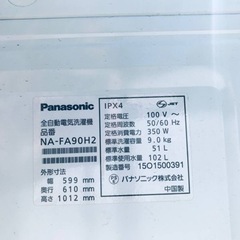 Panasonic
全自動電気洗濯機
品番
NA-FA90H2
外形寸法
幅 599 mm
奥行 610 mm
高さ 1012 mm
IPX4
JET
定格電圧 100 V ～
定格周波数 50/60 Hz
定格消費電力 350 W
標準洗濯容量 9.0 kg
標準水量 51 L
標準使用水量 102 L
製造番号 15O1500391
パナソニック株式会社
中国製